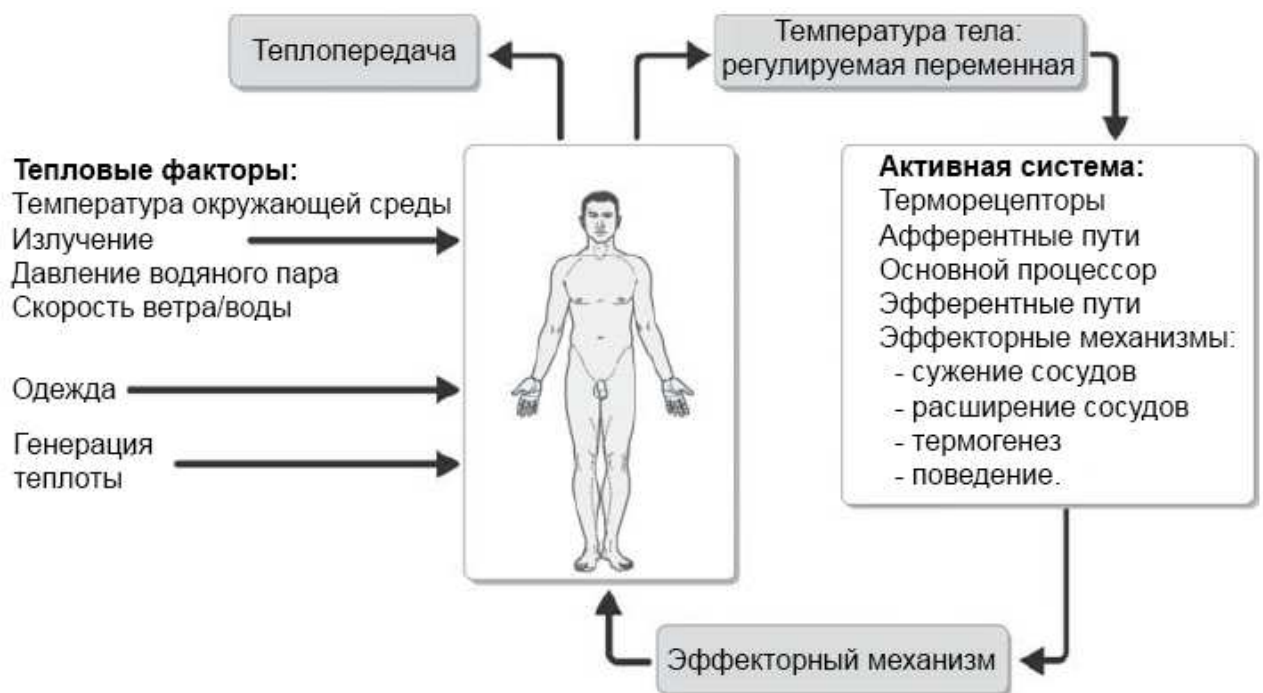 Теплопередача
Температура тела:
регулируемая переменная
Тепловые факторы:
Температура окружающей среды
Излучение
Давление водяного пара
Скорость ветра/воды
Одежда
Генерация
теплоты
Активная система:
Терморецепторы
Афферентные пути
Основной процессор
Эфферентные пути
Эффекторные механизмы:
- сужение сосудов
- расширение сосудов
- термогенез
- поведение.
Эффекторный механизм